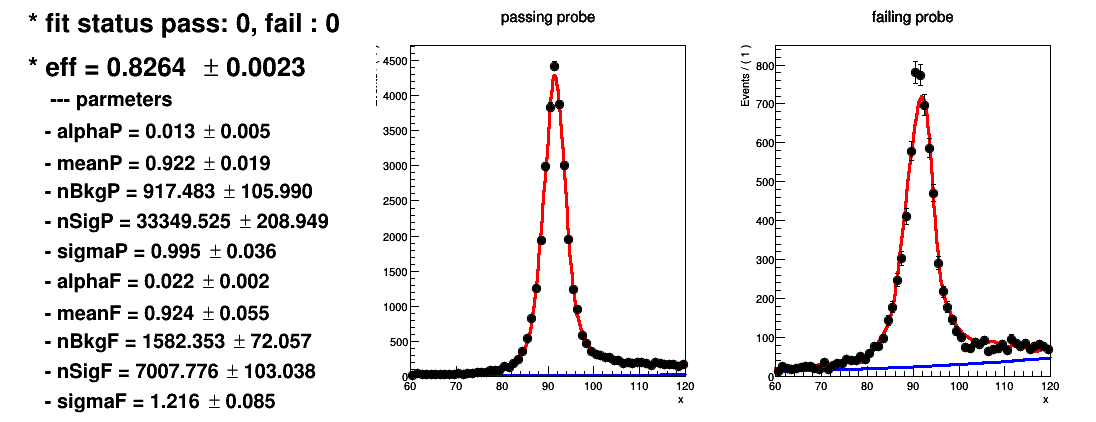 * fit status pass: 0, fail : 0
* eff = 0.8264 ± 0.0023
--- parmeters
- alphaP = 0.013 ± 0.005
- meanP = 0.922 ± 0.019
- nBkgP = 917.483 ± 105.990
- nSigP = 33349.525 ± 208.949
- sigmaP = 0.995 ± 0.036
- alphaF = 0.022 ± 0.002
- meanF = 0.924 ± 0.055
- nBkgF = 1582.353 ± 72.057
- nSigF = 7007.776 ± 103.038
- sigmaF = 1.216 ± 0.085
passing probe
4500
4000
3500
3000
2500
2000
1500
1000
500
0
60 70 80 90 100 110 120
x
failing probe
Events / ( 1 )
800
700
600
500
400
300
200
100
0
60 70 80 90 100 110 120
x